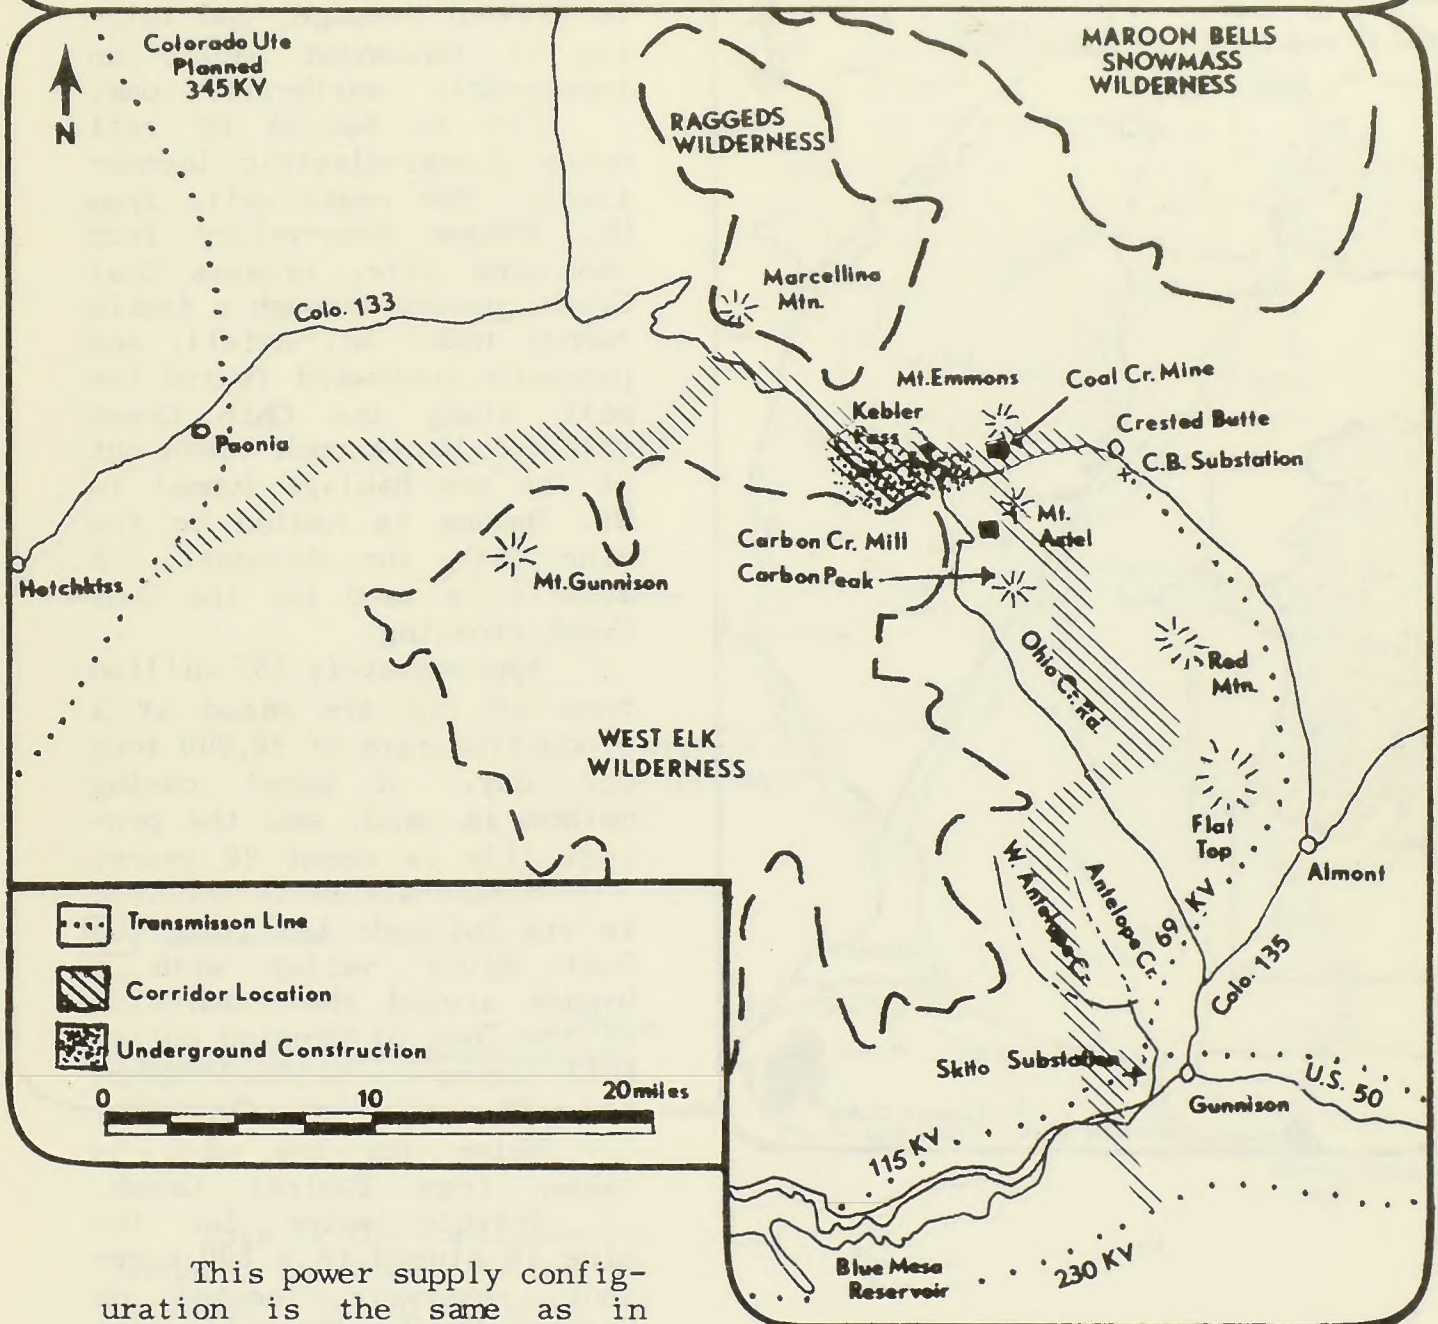 Colorado Ute
Planned
345KV
N
MAROON BELLS
SNOWMASS
WILDERNESS
RAGGEDS
WILDERNESS
Marcellina
Mtn.
Colo. 133
Mt.Emmons
Coal Cr. Mine
Kebler
Pass
Crested Butte
C.B. Substation
Paonia
Mt.
Axtel
Carbon Cr. Mill
Carbon Peak
Hotchkiss
Mt.Gunnison
Ohio Cr. Rd.
Red
Mtn.
WEST ELK
WILDERNESS
Flat
Top
Almont
W. Antelope Cr.
Antelope Cr.
69 KV
Colo. 135
Transmisson Line
Corridor Location
Underground Construction
0 10 20miles
Skito Substation
Gunnison
U.S. 50
115 KV
Blue Mesa
Reservoir
230 KV
This power supply config-
uration is the same as in